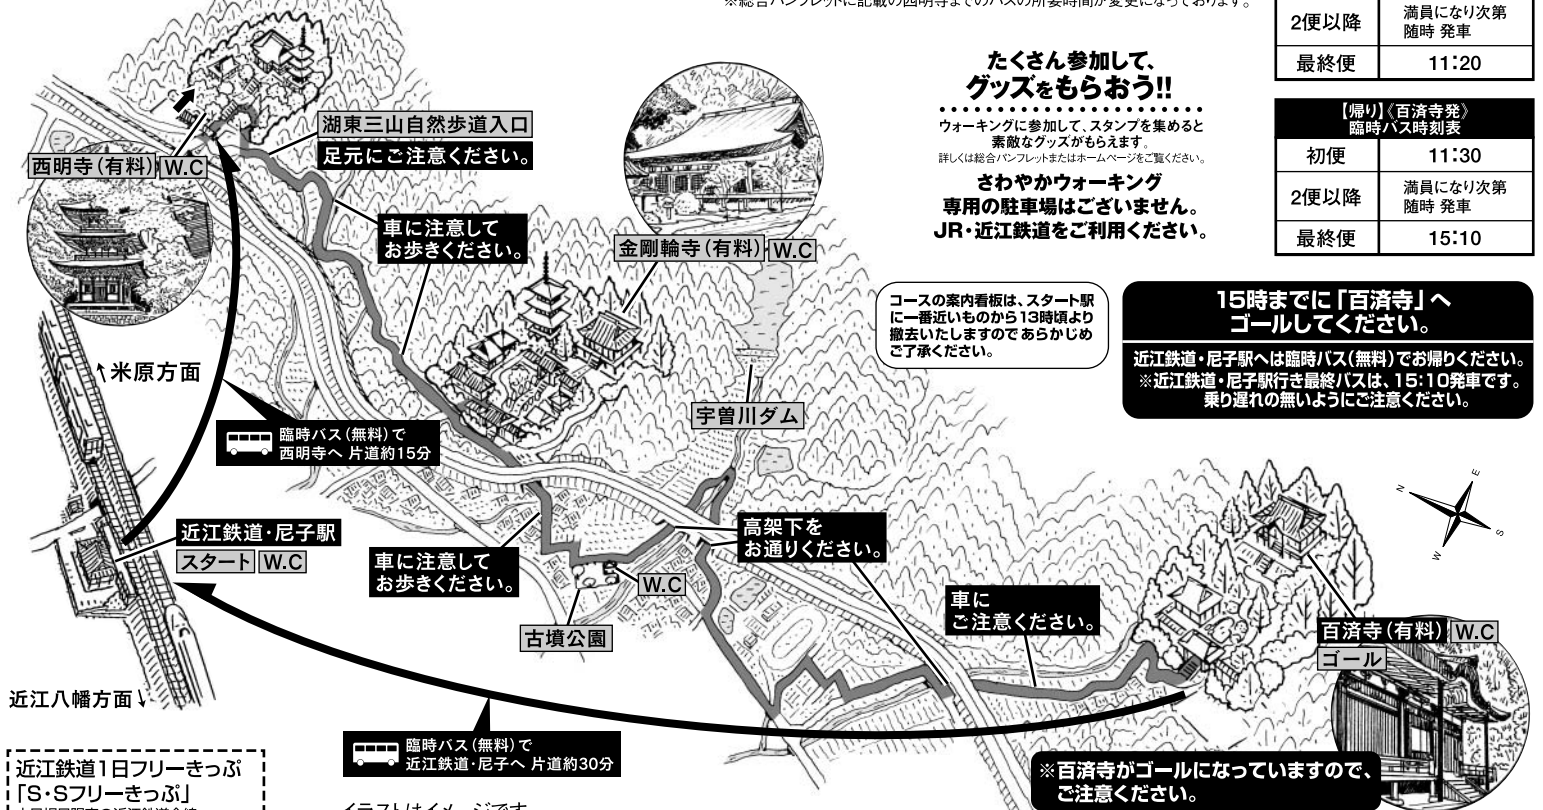 ※総合パンフレットに記載の西明寺までのバスの所要時間が変更になっております。
2便以降
満員になり次第
随時 発車
最終便
11:20
たくさん参加して、
グッズをもらおう!!
ウォーキングに参加して、スタンプを集めると
素敵なグッズがもらえます。
詳しくは総合パンフレットまたはホームページをご覧ください。
さわやかウォーキング
専用の駐車場はございません。
JR・近江鉄道をご利用ください。
【帰り】《百済寺発》
臨時バス時刻表
初便
11:30
2便以降
満員になり次第
随時 発車
最終便
15:10
湖東三山自然歩道入口
足元にご注意ください。
西明寺(有料)
W.C
車に注意して
お歩きください。
金剛輪寺(有料)
W.C
コースの案内看板は、スタート駅
に一番近いものから13時頃より
撤去いたしますのであらかじめ
ご了承ください。
15時までに「百済寺」へ
ゴールしてください。
近江鉄道・尼子駅へは臨時バス(無料)でお帰りください。
※近江鉄道・尼子駅行き最終バスは、15:10発車です。
乗り遅れの無いようにご注意ください。
↑米原方面
宇曽川ダム
臨時バス(無料)で
西明寺へ 片道約15分
近江鉄道・尼子駅
スタート
W.C
車に注意して
お歩きください。
高架下を
お通りください。
W.C
古墳公園
車に
ご注意ください。
N
E
S
W
百済寺(有料)
W.C
ゴール
近江八幡方面↓
臨時バス(無料)で
近江鉄道・尼子へ 片道約30分
※百済寺がゴールになっていますので、
ご注意ください。
近江鉄道1日フリーきっぷ
「S・Sフリーきっぷ」
イラストはイメージです